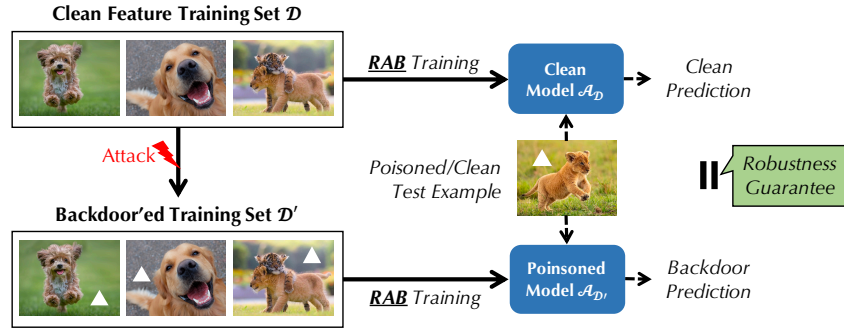 Clean Feature Training Set 𝒟
RAB Training
Clean
Model 𝒜𝒟
Clean
Prediction
Attack
Poisoned/Clean
Test Example
Robustness
Guarantee
Backdoor'ed Training Set 𝒟'
RAB Training
Poinsoned
Model 𝒜𝒟'
Backdoor
Prediction